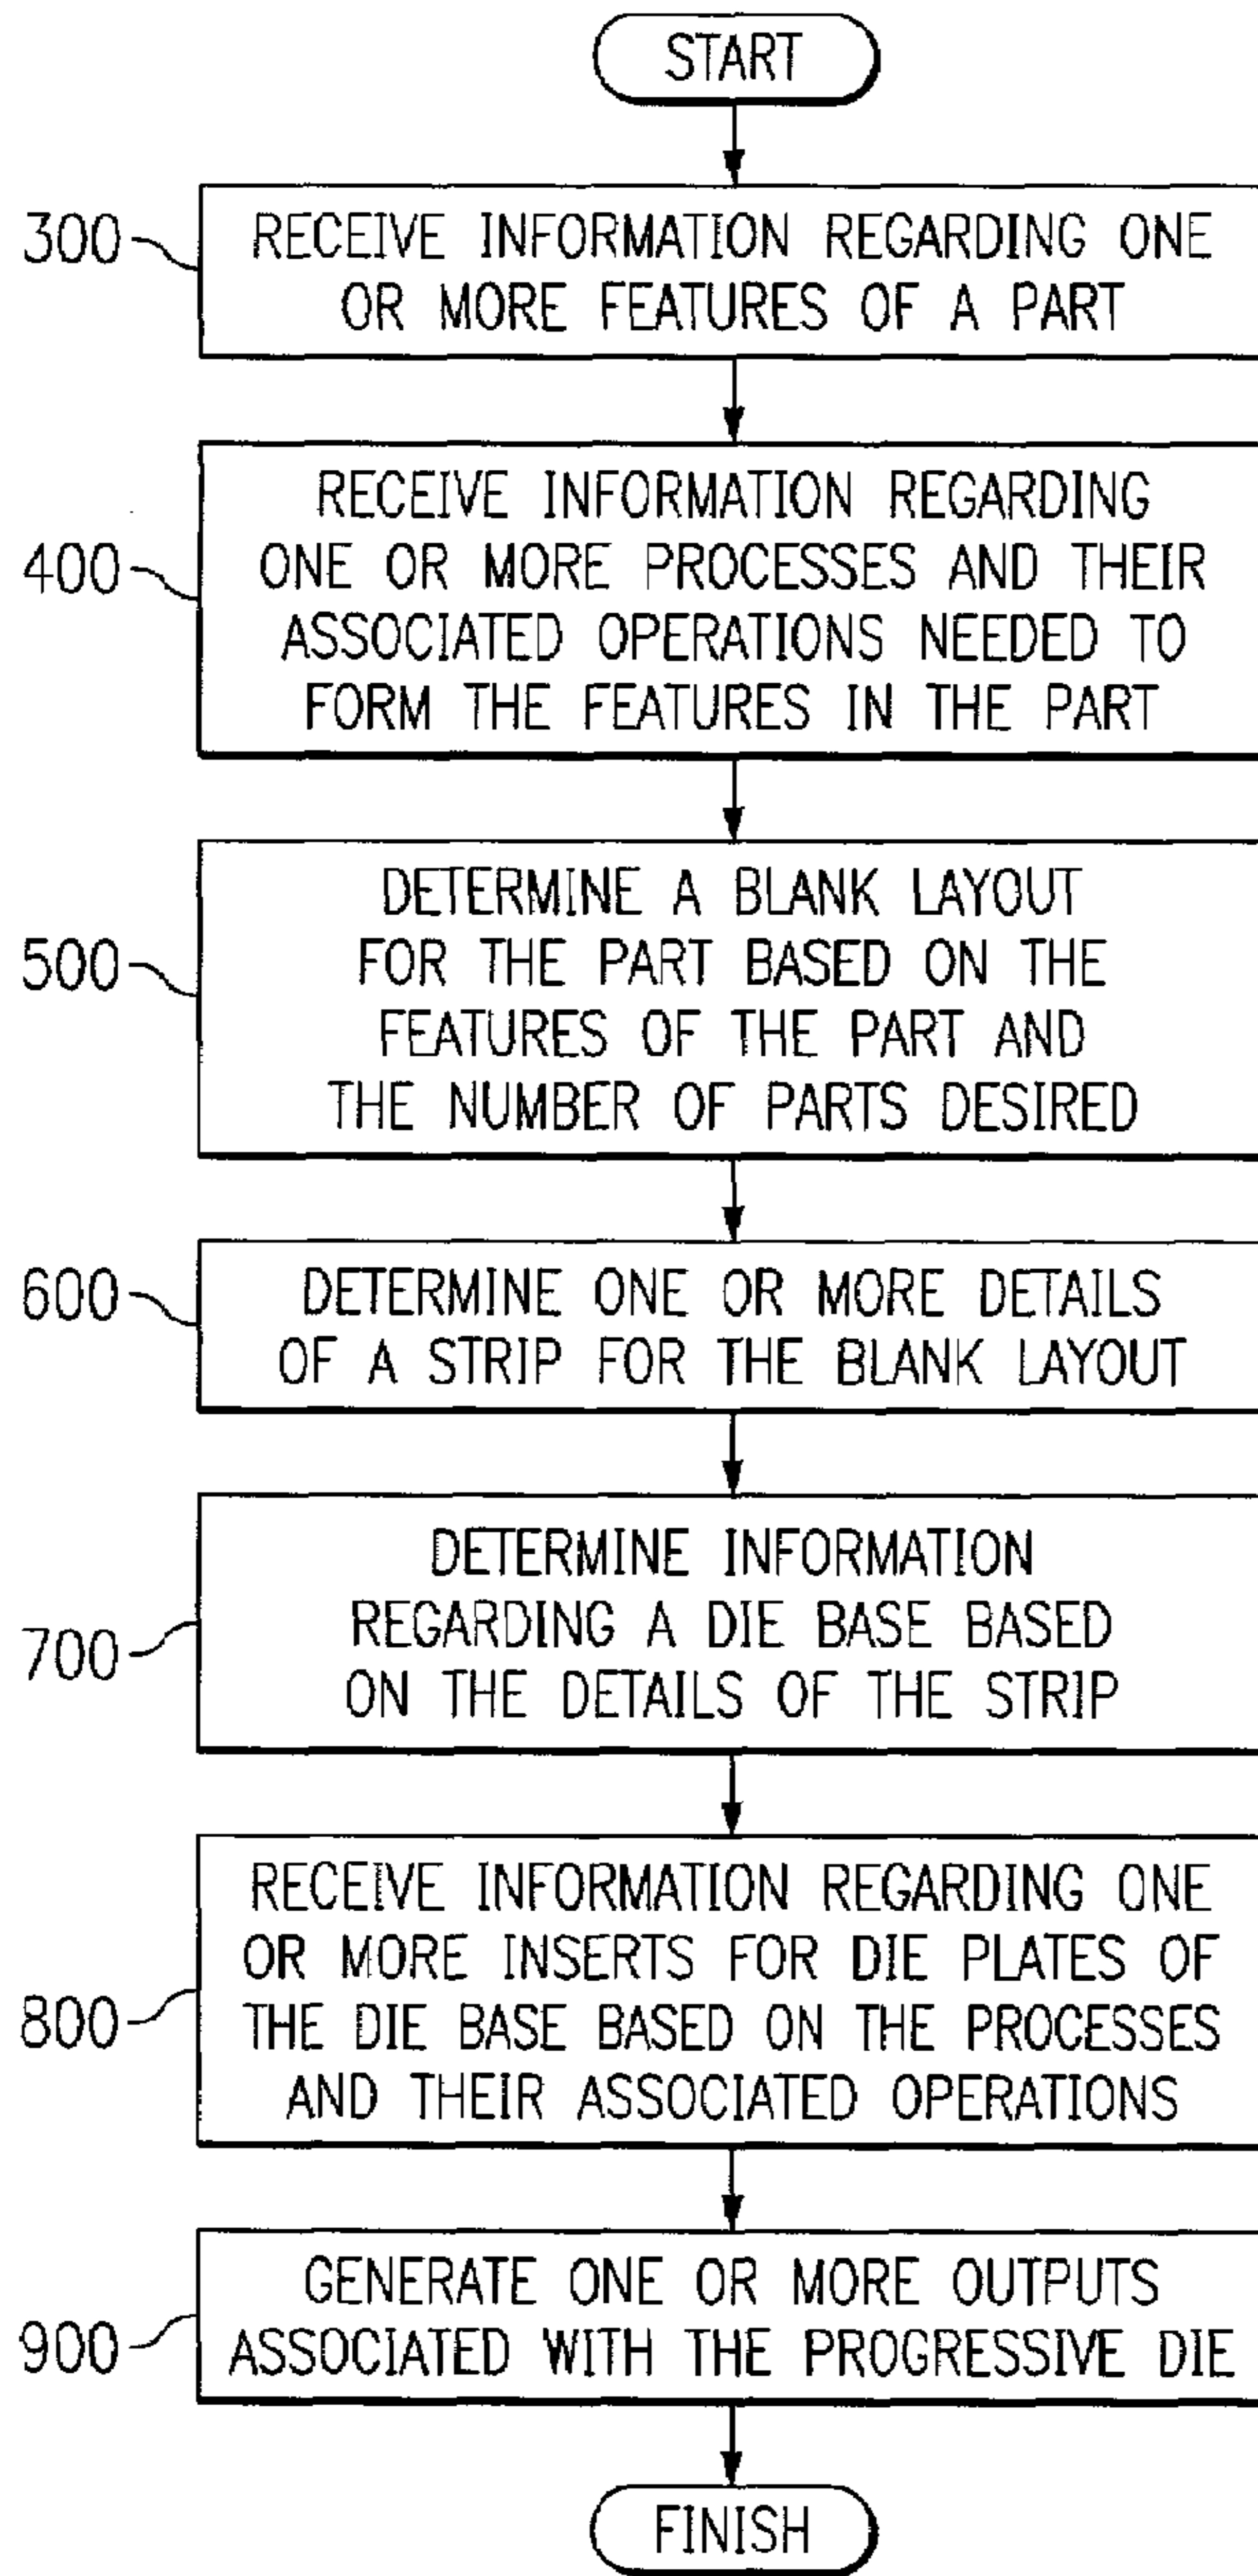 START
300
RECEIVE INFORMATION REGARDING ONE
OR MORE FEATURES OF A PART
400
RECEIVE INFORMATION REGARDING
ONE OR MORE PROCESSES AND THEIR
ASSOCIATED OPERATIONS NEEDED TO
FORM THE FEATURES IN THE PART
500
DETERMINE A BLANK LAYOUT
FOR THE PART BASED ON THE
FEATURES OF THE PART AND
THE NUMBER OF PARTS DESIRED
600
DETERMINE ONE OR MORE DETAILS
OF A STRIP FOR THE BLANK LAYOUT
700
DETERMINE INFORMATION
REGARDING A DIE BASE BASED
ON THE DETAILS OF THE STRIP
800
RECEIVE INFORMATION REGARDING ONE
OR MORE INSERTS FOR DIE PLATES OF
THE DIE BASE BASED ON THE PROCESSES
AND THEIR ASSOCIATED OPERATIONS
900
GENERATE ONE OR MORE OUTPUTS
ASSOCIATED WITH THE PROGRESSIVE DIE
FINISH